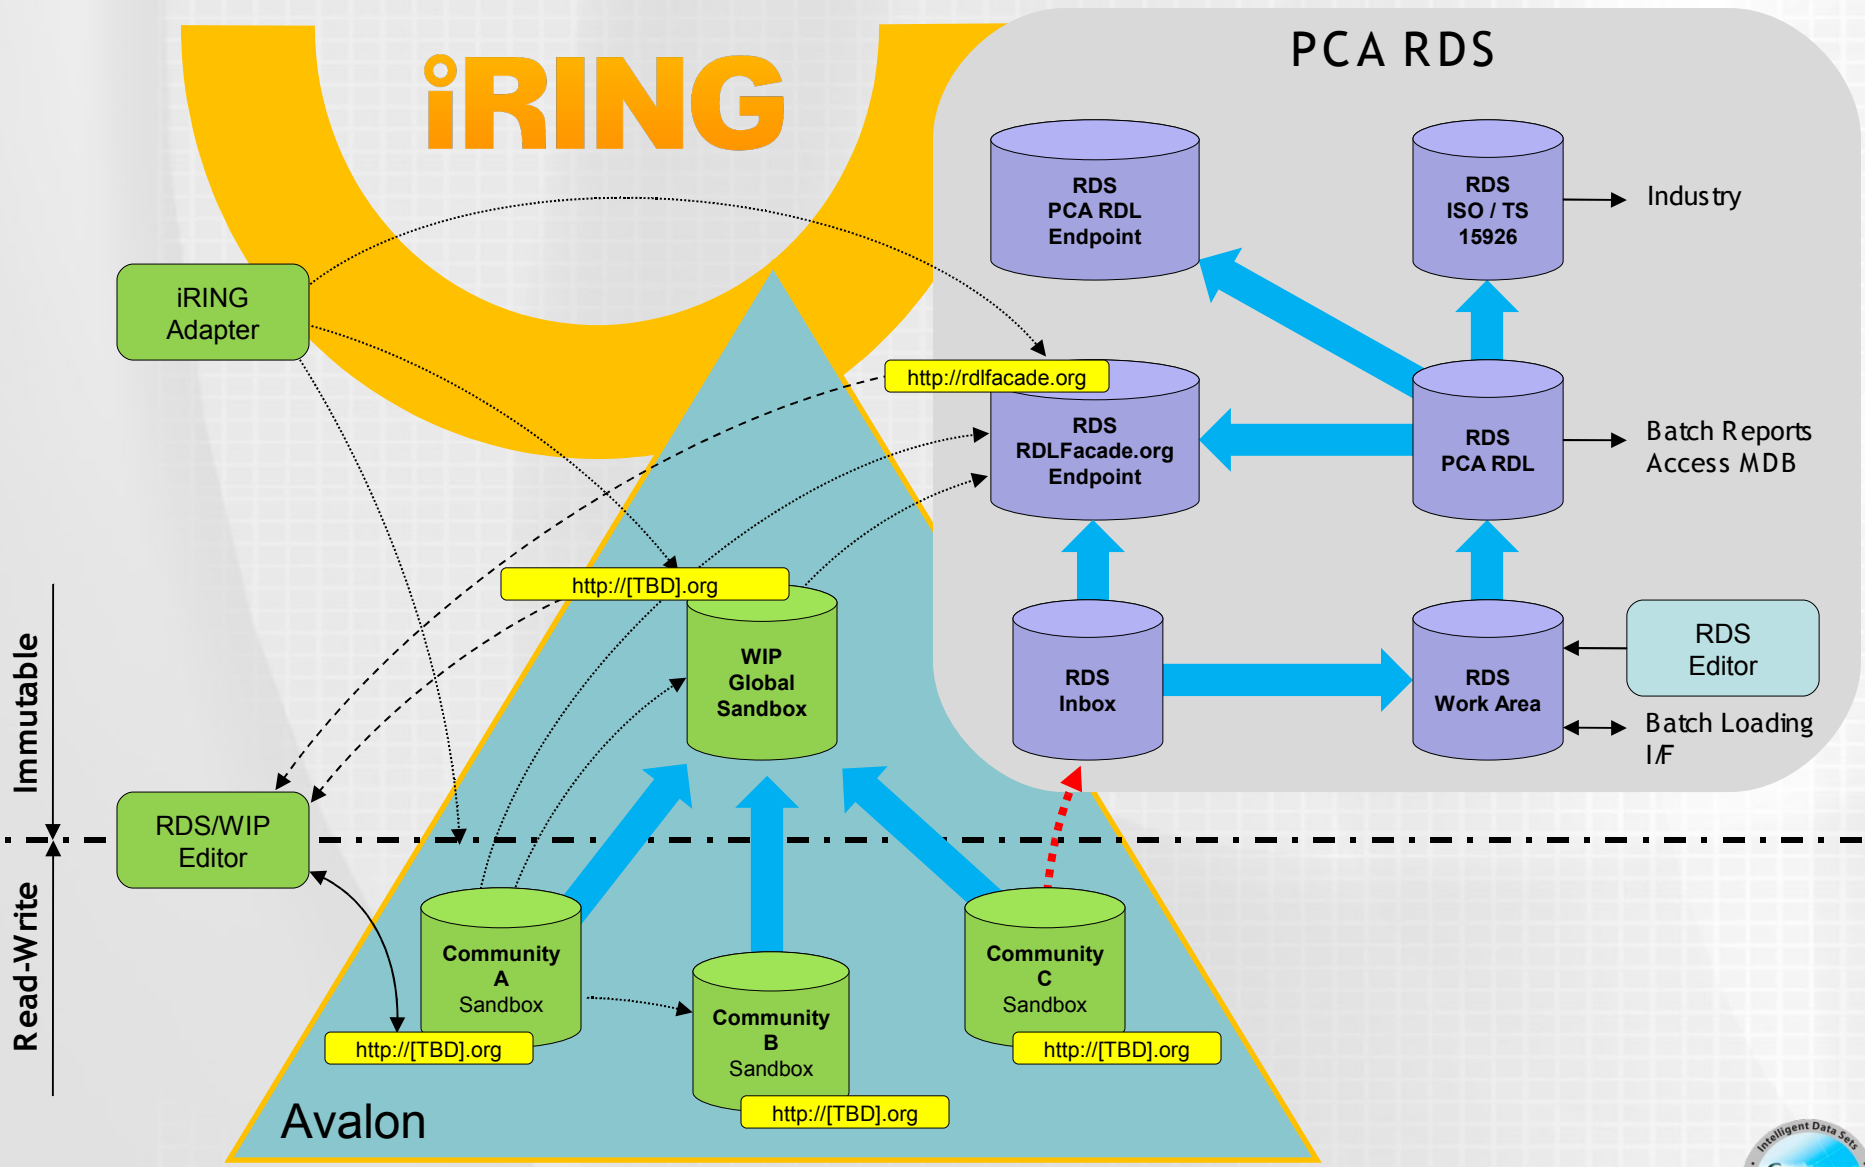 iRING
PCA RDS
RDS
PCA RDL
Endpoint
RDS
ISO / TS
15926
Industry
iRING
Adapter
http://rdlfacade.org
RDS
RDLFacade.org
Endpoint
RDS
PCA RDL
Batch Reports
Access MDB
http://[TBD].org
WIP
Global
Sandbox
RDS
Inbox
RDS
Work Area
RDS
Editor
Batch Loading
I/F
Immutable
Read-Write
RDS/WIP
Editor
Community
A
Sandbox
http://[TBD].org
Community
B
Sandbox
http://[TBD].org
Community
C
Sandbox
http://[TBD].org
Avalon
Intelligent Data Sets